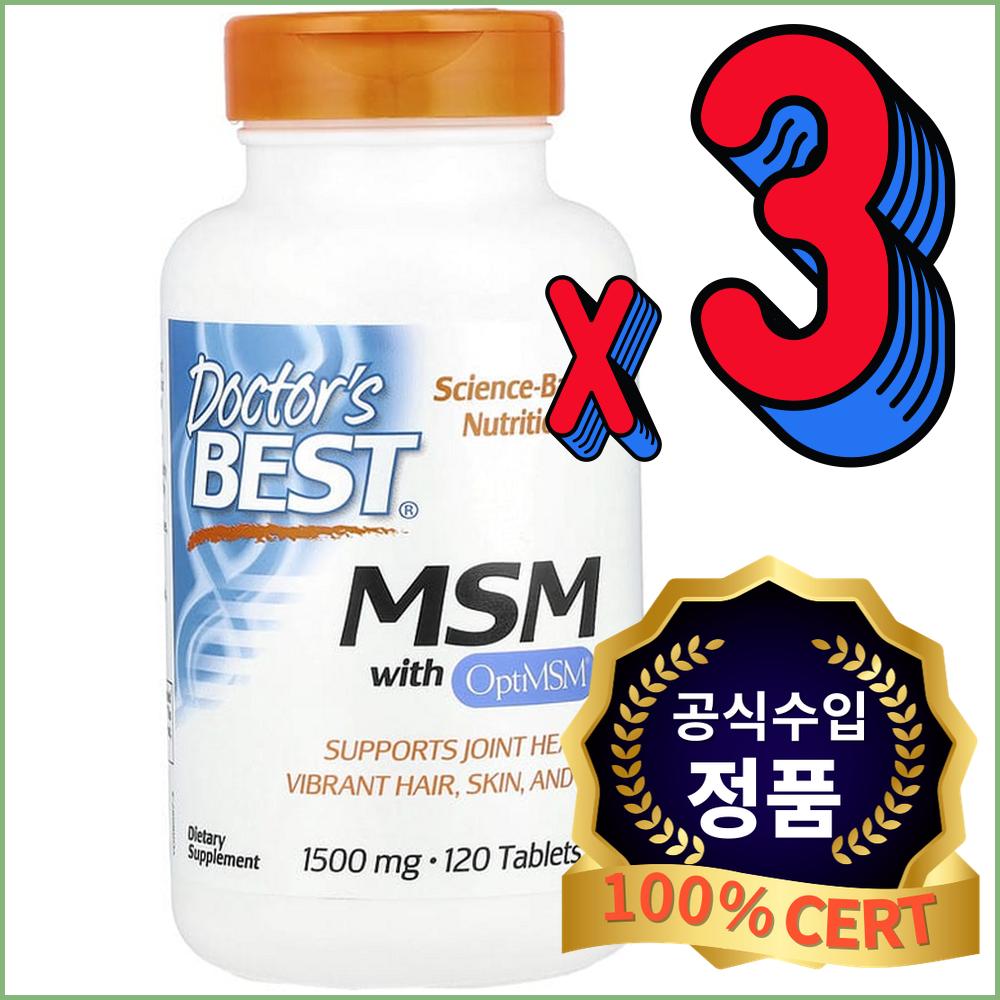 Doctor's
BEST®
Science-B
Nutriti
x 3
MSM
with OptMSM®
SUPPORTS JOINT HEA
VIBRANT HAIR, SKIN, AND
Dietary
Supplement
1500 mg • 120 Tablets
공식수입
정품
100% CERT